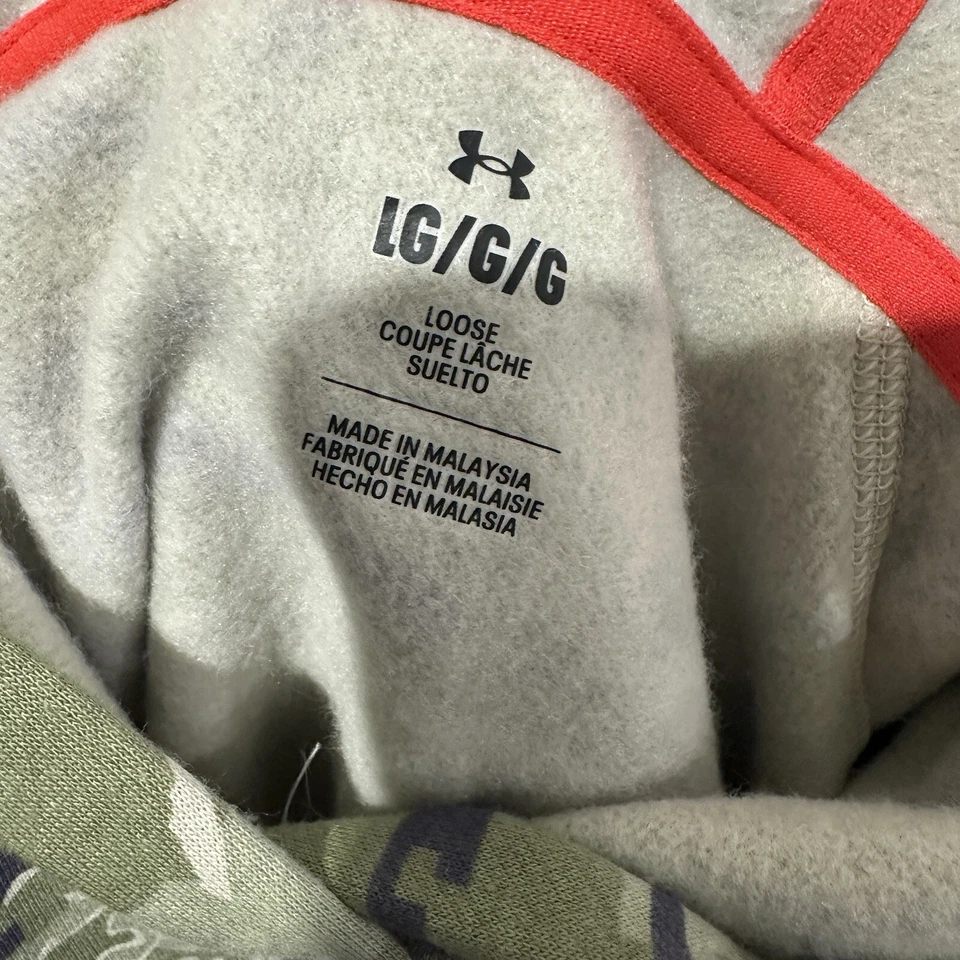 LG/G/G
LOOSE
COUPE LÂCHE
SUELTO
MADE IN MALAYSIA
FABRIQUÉ EN MALAISIE
HECHO EN MALASIA